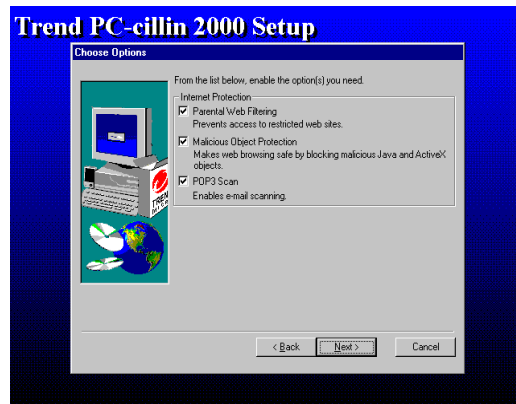 Trend PC-cillin 2000 Setup
Choose Options
From the list below, enable the option(s) you need.
Internet Protection
Parental Web Filtering
Prevents access to restricted web sites.
Malicious Object Protection
Makes web browsing safe by blocking malicious Java and ActiveX
objects.
POP3 Scan
Enables e-mail scanning.
TREND
< Back
Next >
Cancel